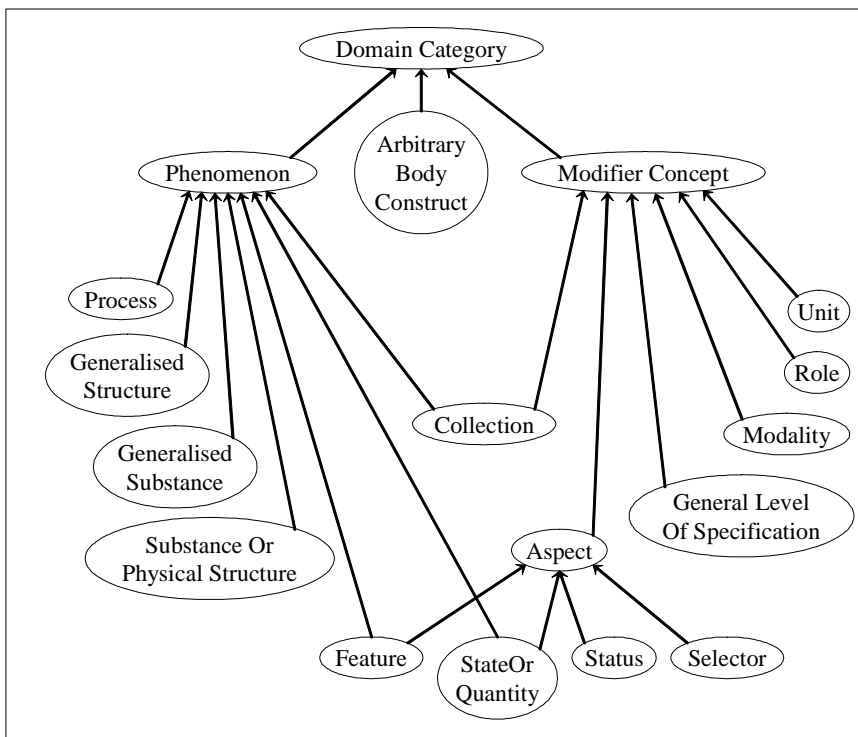 Domain Category
Arbitrary
Body
Construct
Phenomenon
Modifier Concept
Process
Unit
Generalised
Structure
Role
Collection
Modality
Generalised
Substance
General Level
Of Specification
Substance Or
Physical Structure
Aspect
Feature
StateOr
Quantity
Status
Selector